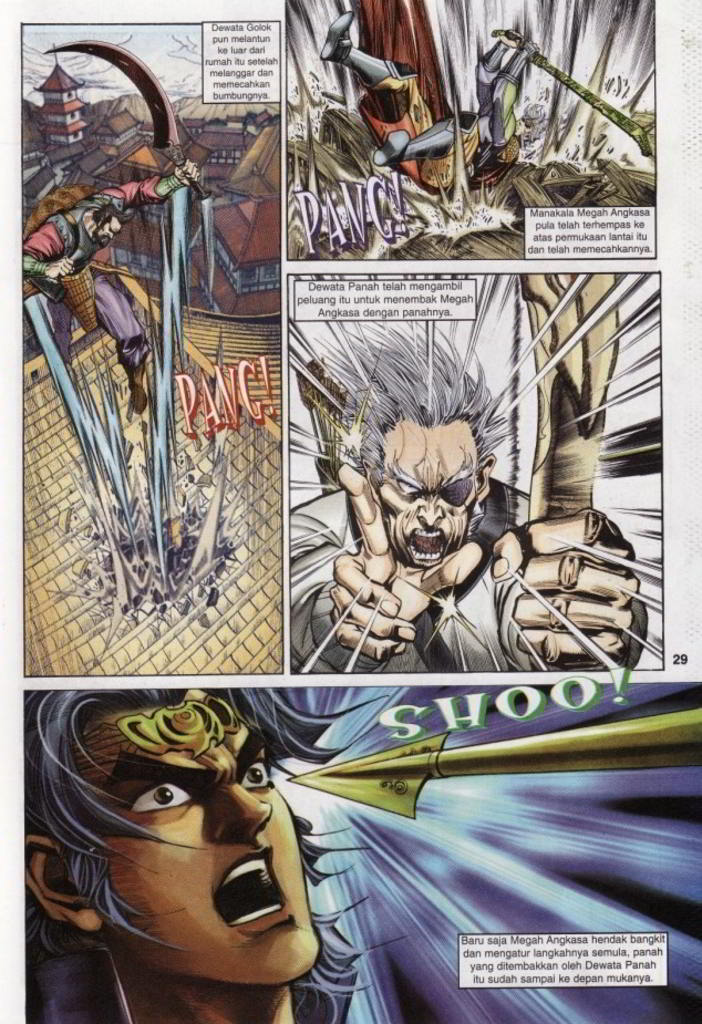 Dewata Golok
pun melantun
ke luar dari
rumah itu setelah
melanggar dan
memecahkan
bumbungnya.
PANG!
PANG!
Manakala Megah Angkasa
pula telah terhempas ke
atas permukaan lantai itu
dan telah memecahkannya.
Dewata Panah telah mengambil
peluang itu untuk menembak Megah
Angkasa dengan panahnya.
29
SHOO!
Baru saja Megah Angkasa hendak bangkit
dan mengatur langkahnya semula, panah
yang ditembakkan oleh Dewata Panah
itu sudah sampai ke depan mukanya.